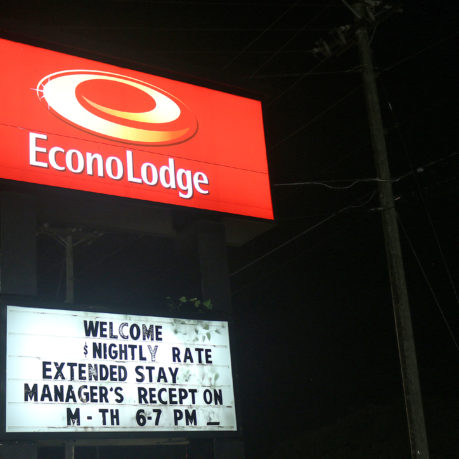 EconoLodge
WELCOME
$NIGHTLY RATE
EXTENDED STAY
MANAGER'S RECEPT ON
M - TH 6-7 PM _